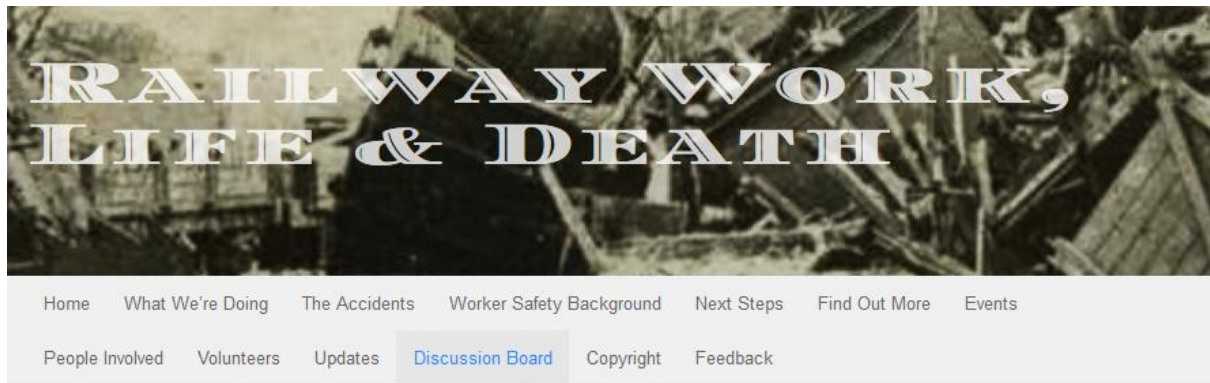 Railway Work,
Life & Death
Home What We're Doing The Accidents Worker Safety Background Next Steps Find Out More Events
People Involved Volunteers Updates Discussion Board Copyright Feedback